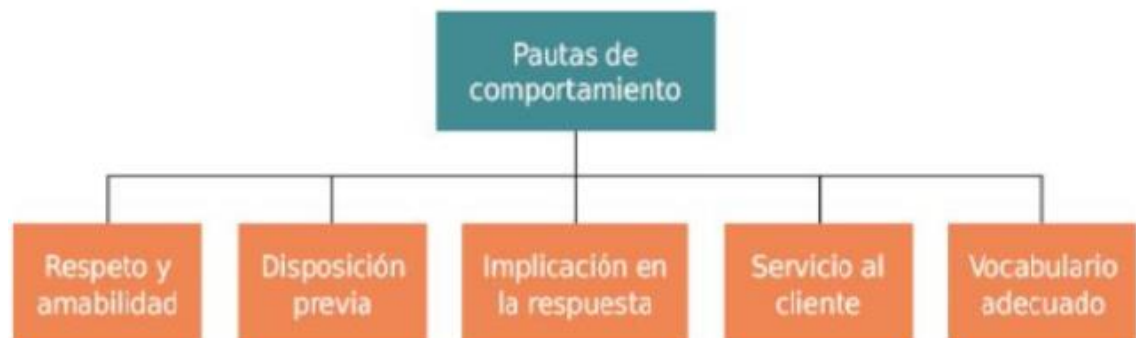 Pautas de
comportamiento
Respeto y
amabilidad
Disposición
previa
Implicación en
la respuesta
Servicio al
cliente
Vocabulario
adecuado